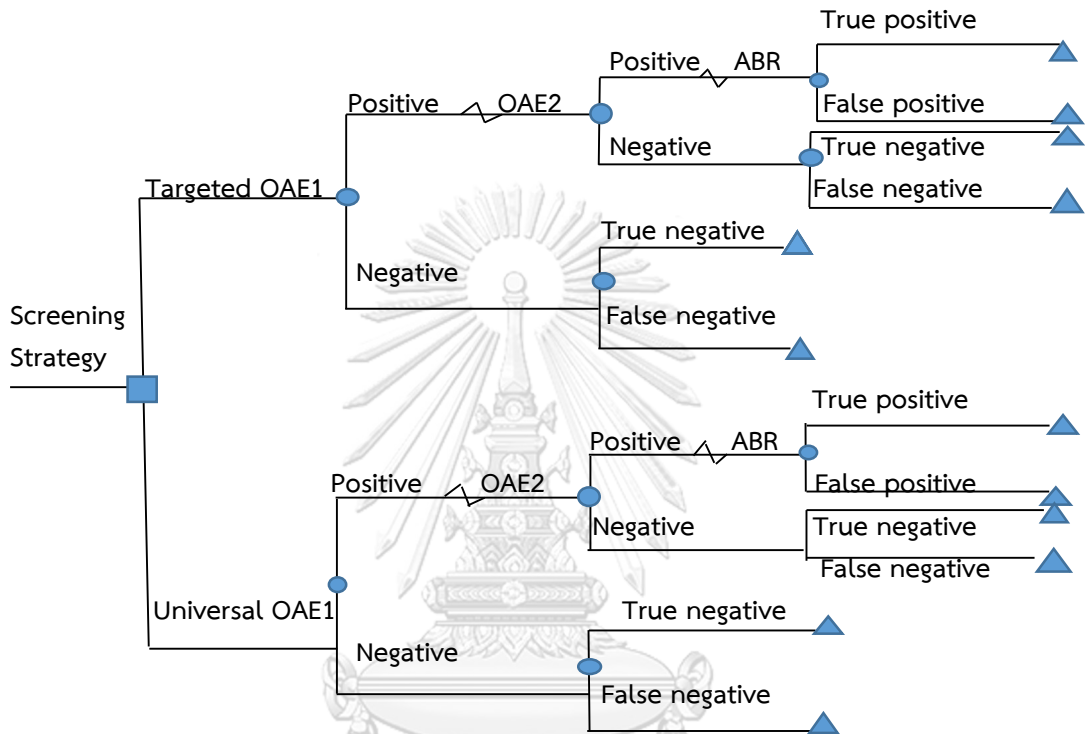 True positive
Positive ABR
False positive
Positive OAE2
True negative
Negative
False negative
Targeted OAE1
True negative
Negative
False negative
Screening
Strategy
True positive
Positive ABR
False positive
Positive OAE2
True negative
Negative
False negative
Universal OAE1
True negative
Negative
False negative